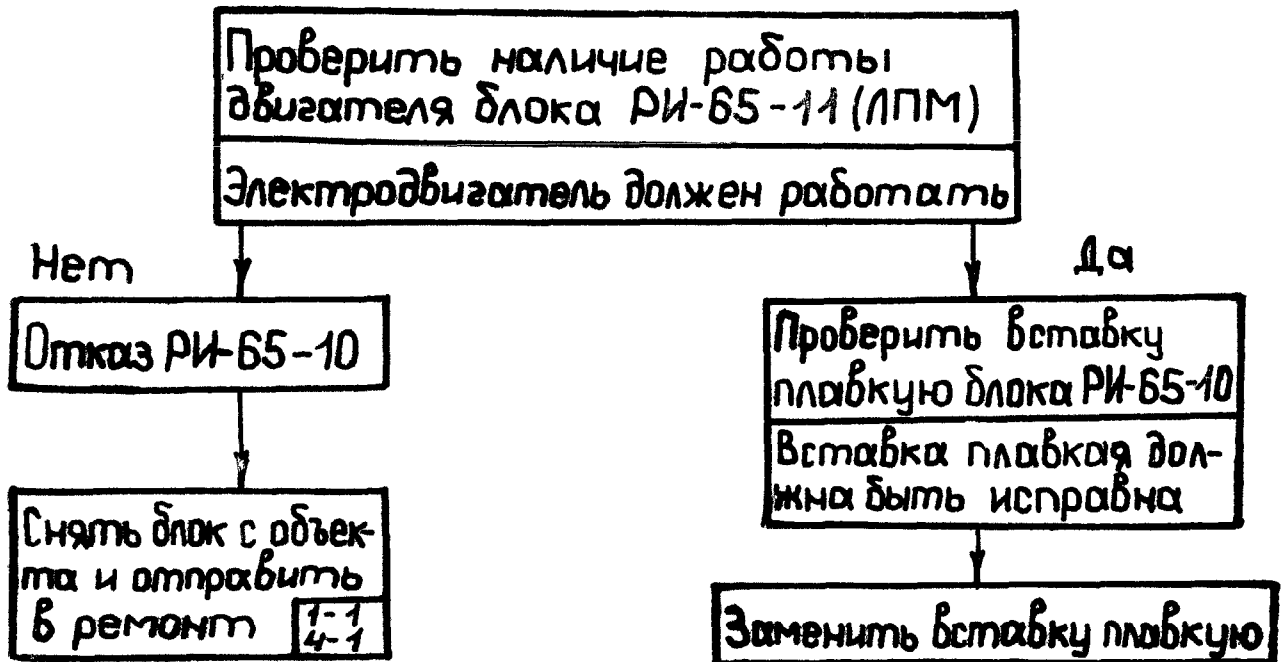 Проверить наличие работы
двигателя блока РИ-65-11 (ЛПМ)
Электродвигатель должен работать
Нет
Да
Отказ РИ-65-10
Проверить вставку
плавкую блока РИ-65-10
Вставка плавкая дол-
жна быть исправна
Снять блок с объек-
та и отправить
в ремонт
1-1
4-1
Заменить вставку плавкую